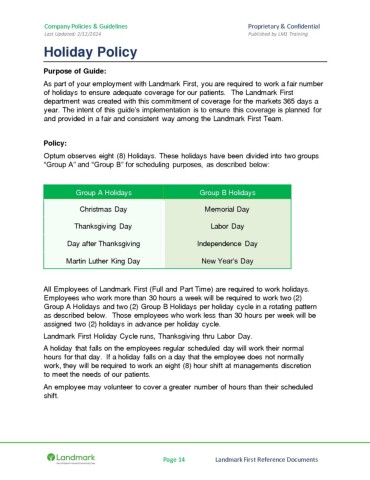 Company Policies & Guidelines Proprietary & Confidential
Last Updated: 2/12/2024 Published by LM1 Training
Holiday Policy
Purpose of Guide:
As part of your employment with Landmark First, you are required to work a fair number
of holidays to ensure adequate coverage for our patients. The Landmark First
department was created with this commitment of coverage for the markets 365 days a
year. The intent of this guide's implementation is to ensure this coverage is planned for
and provided in a fair and consistent way among the Landmark First Team.
Policy:
Optum observes eight (8) Holidays. These holidays have been divided into two groups
"Group A" and "Group B" for scheduling purposes, as described below:
Group A Holidays Group B Holidays
Christmas Day Memorial Day
Thanksgiving Day Labor Day
Day after Thanksgiving Independence Day
Martin Luther King Day New Year's Day
All Employees of Landmark First (Full and Part Time) are required to work holidays.
Employees who work more than 30 hours a week will be required to work two (2)
Group A Holidays and two (2) Group B Holidays per holiday cycle in a rotating pattern
as described below. Those employees who work less than 30 hours per week will be
assigned two (2) holidays in advance per holiday cycle.
Landmark First Holiday Cycle runs, Thanksgiving thru Labor Day.
A holiday that falls on the employees regular scheduled day will work their normal
hours for that day. If a holiday falls on a day that the employee does not normally
work, they will be required to work an eight (8) hour shift at managements discretion
to meet the needs of our patients.
An employee may volunteer to cover a greater number of hours than their scheduled
shift.
Landmark Page 14 Landmark First Reference Documents